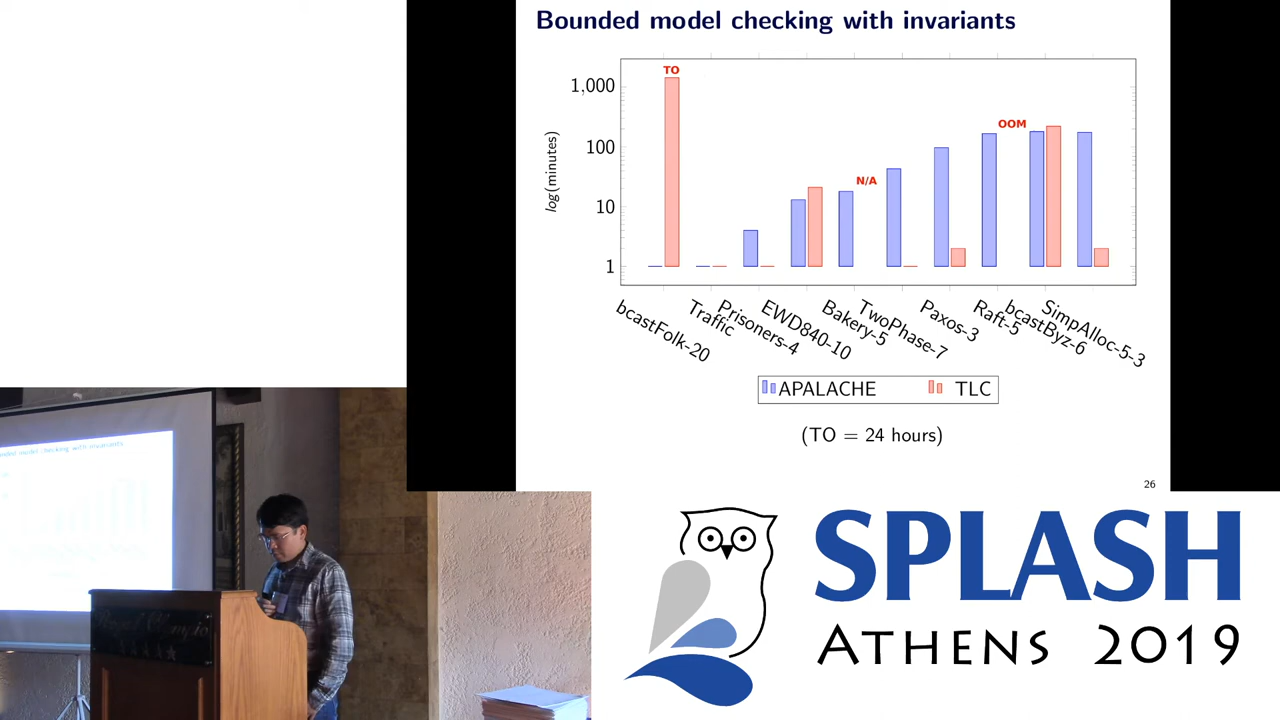 Bounded model checking with invariants
log(minutes)
1,000
100
10
1
TO
N/A
OOM
bcastFolk-20
Traffic
Prisoners-4
EWD840-10
Bakery-5
TwoPhase-7
Paxos-3
Raft-5
bcastByz-6
SimpAlloc-5-3
APALACHE
TLC
(TO = 24 hours)
26
SPLASH
ATHENS 2019